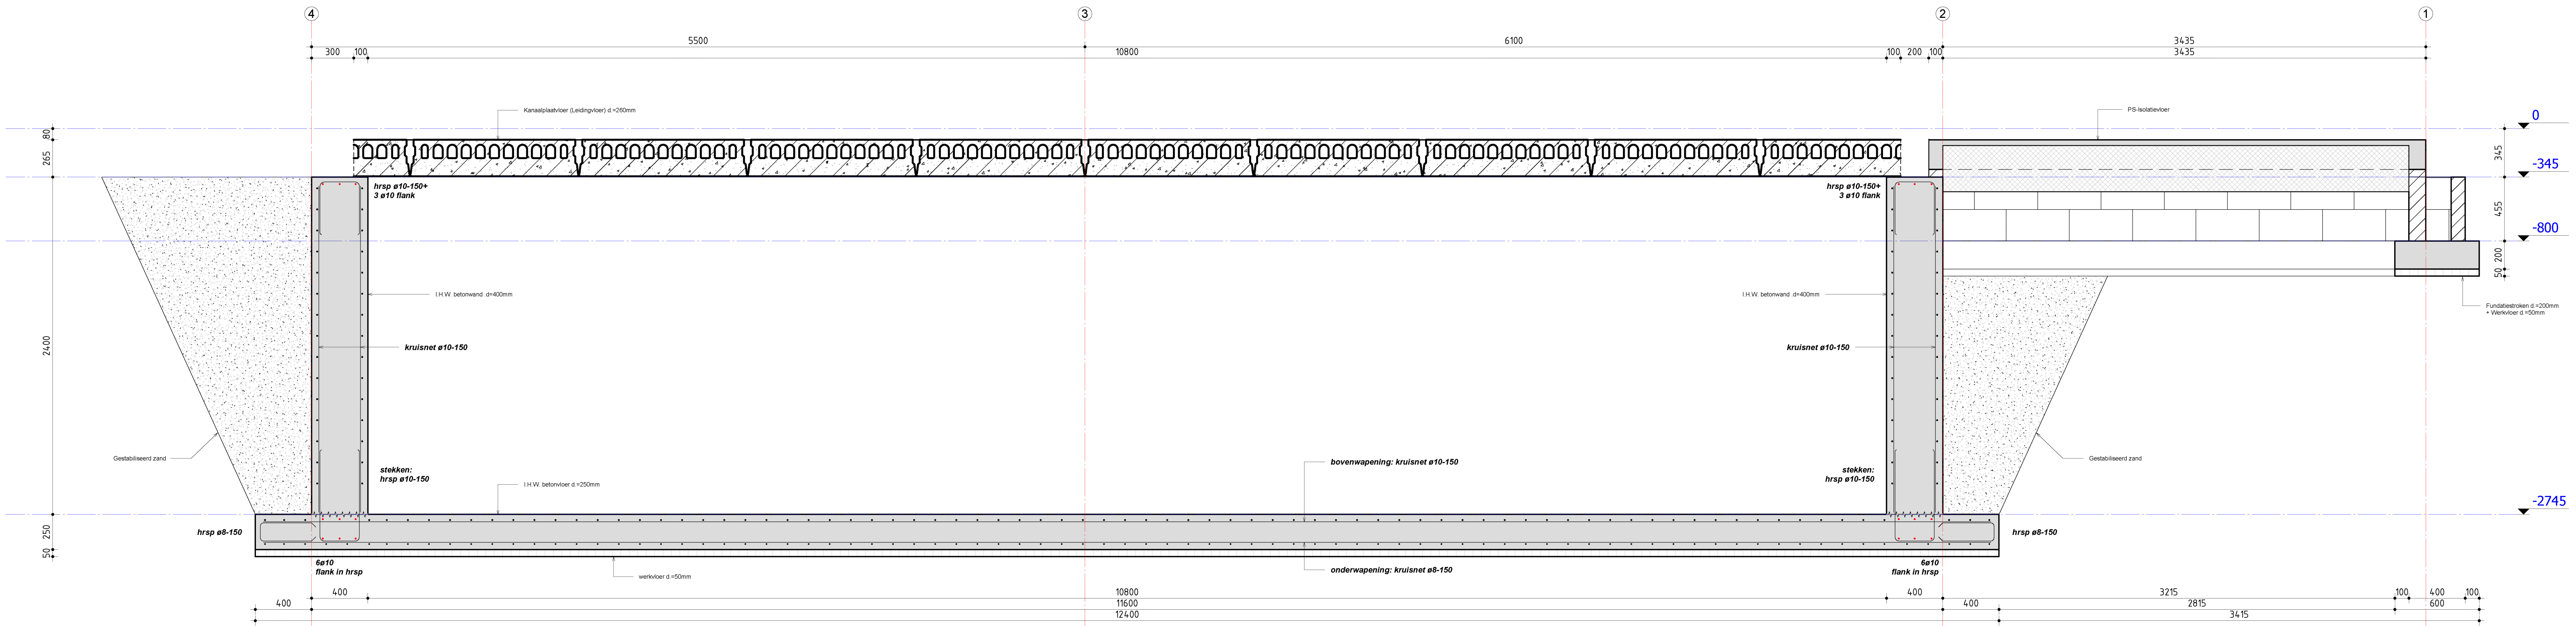 4
3
2
1
5500
6100
3435
300
100
10800
100
200
100
3435
Kanaalplaatvloer (Leidingvloer) d.=260mm
PS-Isolatievloer
0
80
265
345
-345
hrsp ø10-150+
3 ø10 flank
hrsp ø10-150+
3 ø10 flank
455
-800
200
50
I.H.W. betonwand .d=400mm
I.H.W. betonwand .d=400mm
Fundatiestroken d.=200mm
+ Werkvloer d.=50mm
2400
kruisnet ø10-150
kruisnet ø10-150
Gestabiliseerd zand
Gestabiliseerd zand
bovenwapening: kruisnet ø10-150
stekken:
hrsp ø10-150
stekken:
hrsp ø10-150
I.H.W. betonvloer d.=250mm
-2745
250
50
hrsp ø8-150
hrsp ø8-150
6ø10
flank in hrsp
6ø10
flank in hrsp
onderwapening: kruisnet ø8-150
werkvloer d.=50mm
400
10800
400
3215
100
400
100
400
11600
400
2815
600
12400
3415